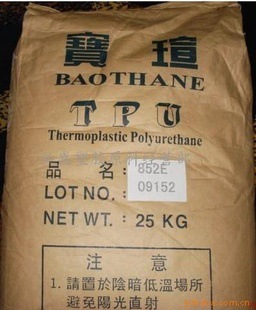 寶瑄
BAOTHANE
TPU
Thermoplastic Polyurethane
品 名: 852E
LOT NO.: 09152
NET WT.: 25 KG
注 意
1. 請置於陰暗低溫場所
避免陽光直射